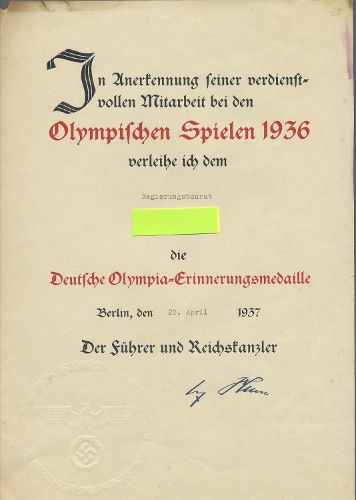 In Anerkennung seiner verdienst-
vollen Mitarbeit bei den
Olympischen Spielen 1936
verleihe ich dem
Regierungsbaurat
die
Deutsche Olympia-Erinnerungsmedaille
Berlin, den 20. April 1937
Der Führer und Reichskanzler